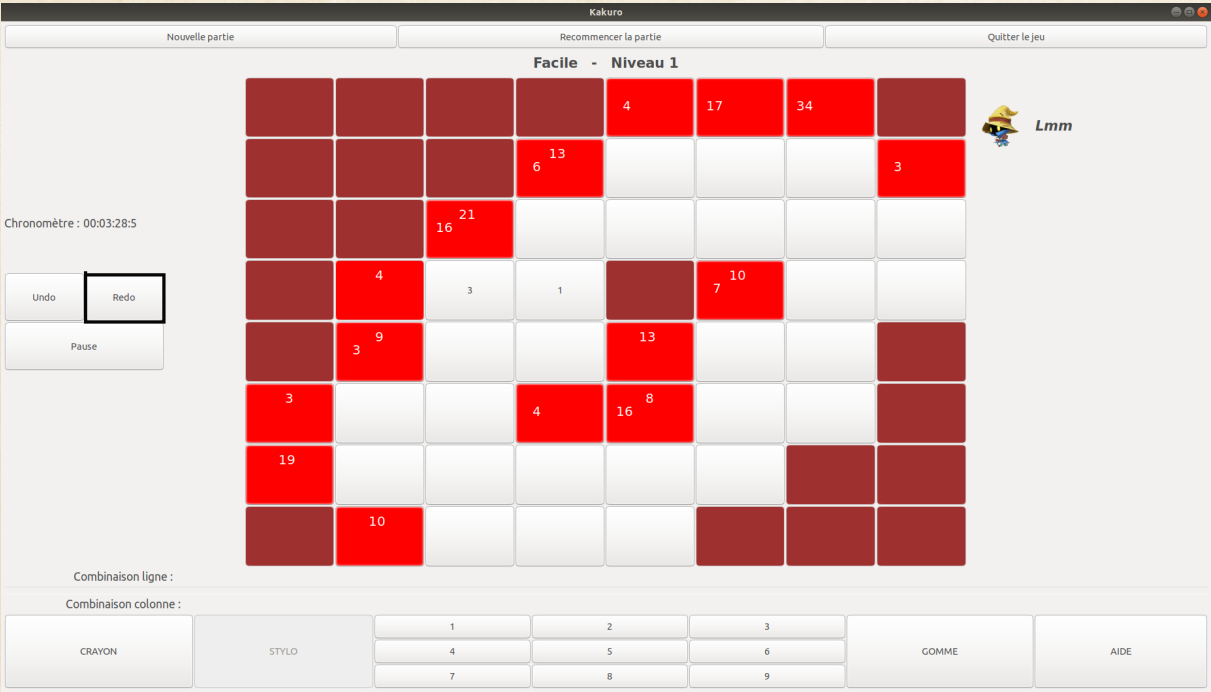 Kakuro
Nouvelle partie Recommencer la partie Quitter le jeu
Facile - Niveau 1
4 17 34
Lmm
13
6 3
Chronomètre : 00:03:28:5
21
16
4 3 1 10
7
Undo Redo
Pause
9 13
3
3 4 8
16
19
10
Combinaison ligne :
Combinaison colonne :
CRAYON STYLO 1 2 3 GOMME AIDE
4 5 6
7 8 9